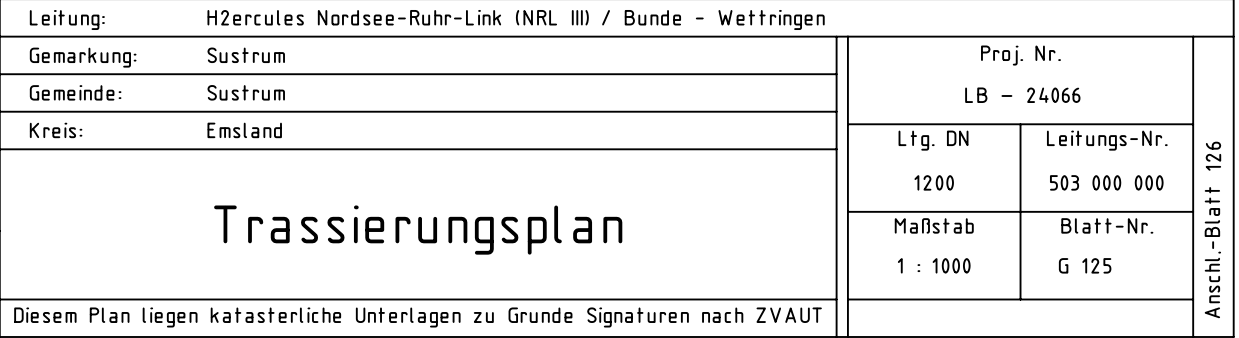 Leitung: H2ercules Nordsee-Ruhr-Link (NRL III) / Bunde - Wettringen
Gemarkung: Sustrum
Gemeinde: Sustrum
Kreis: Emsland
Trassierungsplan
Diesem Plan liegen katasterliche Unterlagen zu Grunde Signaturen nach ZVAUT
Proj. Nr.
LB - 24066
Ltg. DN
1200
Leitungs-Nr.
503 000 000
Maßstab
1 : 1000
Blatt-Nr.
G 125
Anschl.-Blatt 126